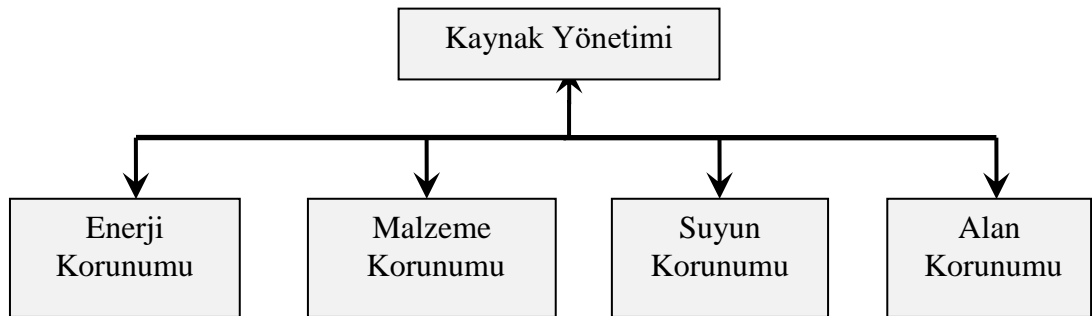 Kaynak Yönetimi
Enerji
Korunumu
Malzeme
Korunumu
Suyun
Korunumu
Alan
Korunumu